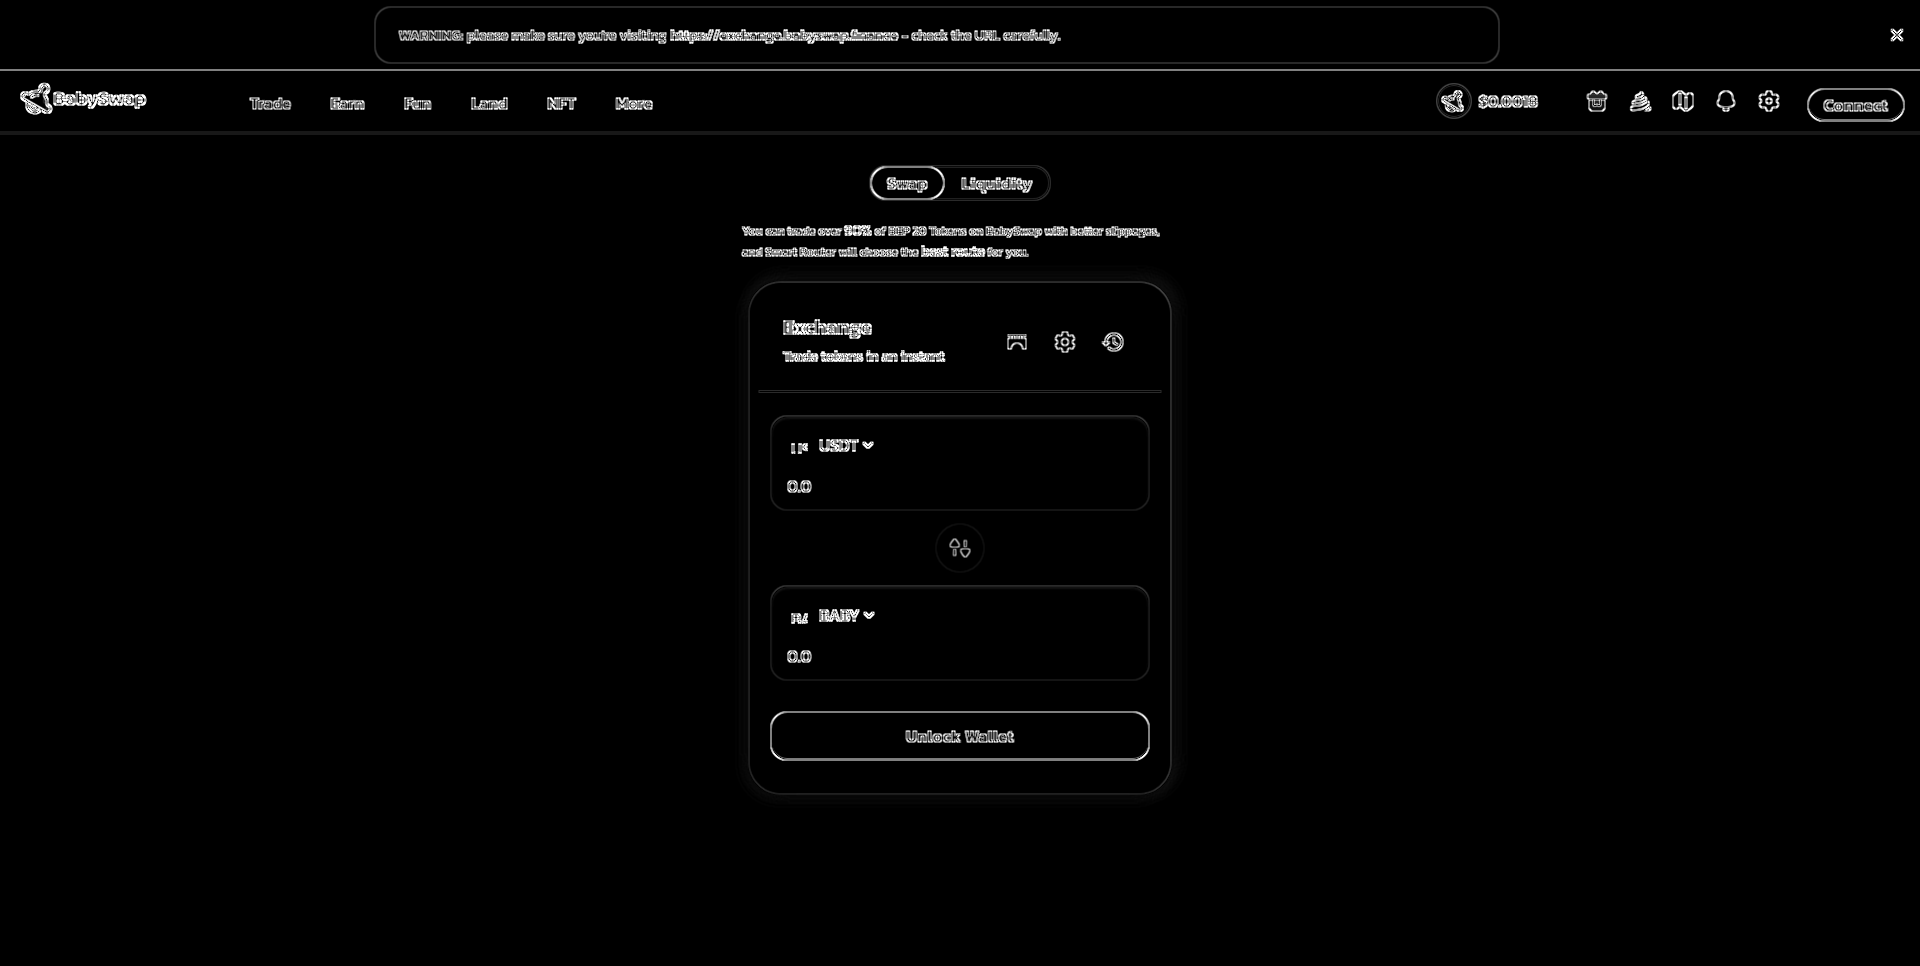 WARNING: please make sure you're visiting https://exchange.babyswap.finance - check the URL carefully.
BabySwap
Trade
Earn
Fun
Land
NFT
More
$0.0018
Connect
Swap
Liquidity
You can trade over 90% of BEP 20 Tokens on BabySwap with better slippages,
and Smart Router will choose the best route for you.
Exchange
Trade tokens in an instant
USDT
0.0
BABY
0.0
Unlock Wallet